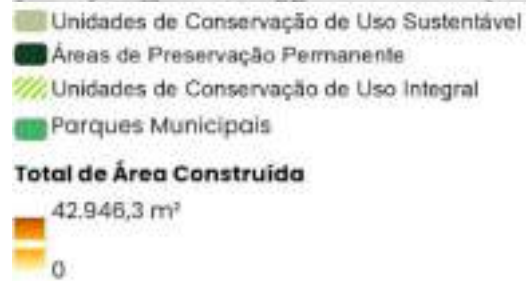 Unidades de Conservação de Uso Sustentável
Áreas de Preservação Permanente
Unidades de Conservação de Uso Integral
Parques Municipais
Total de Área Construída
42.946,3 m²
0